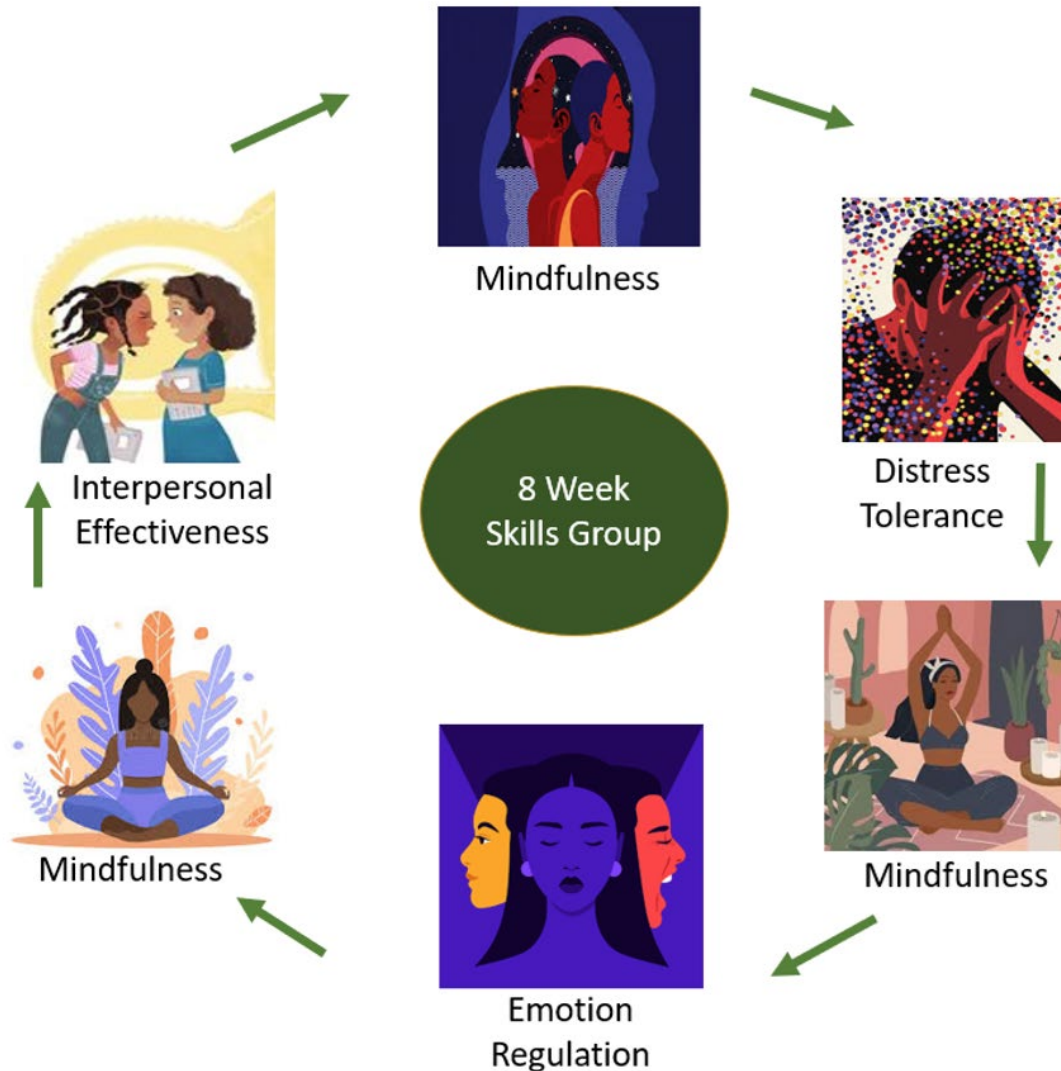 Mindfulness
Distress
Tolerance
Mindfulness
Emotion
Regulation
Mindfulness
Interpersonal
Effectiveness
8 Week
Skills Group